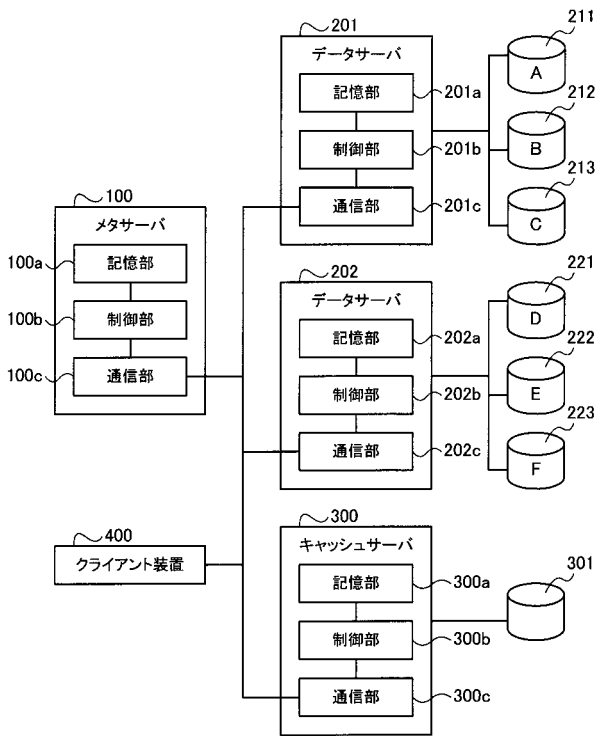 100
メタサーバ
100a
記憶部
100b
制御部
100c
通信部
400
クライアント装置
201
データサーバ
記憶部
201a
制御部
201b
通信部
201c
211
A
212
B
213
C
202
データサーバ
記憶部
202a
制御部
202b
通信部
202c
221
D
222
E
223
F
300
キャッシュサーバ
記憶部
300a
制御部
300b
通信部
300c
301